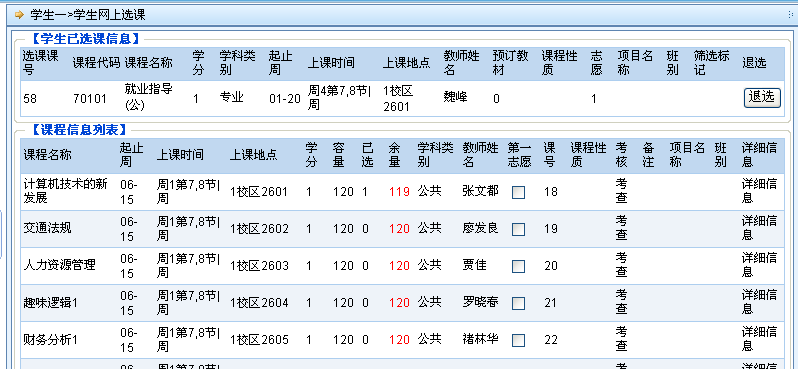 学生—>学生网上选课
【学生已选课信息】
选课课号 课程代码 课程名称 学分 学科类别 起止周 上课时间 上课地点 教师姓名 预订教材 课程性质 志愿 项目名称 班别 筛选标记 退选
58 70101 就业指导(公) 1 专业 01-20 周4第7,8节|周 1校区2601 魏峰 0 1 退选
【课程信息列表】
课程名称 起止周 上课时间 上课地点 学分 容量 已选 余量 学科类别 教师姓名 第一志愿 课号 课程性质 考核 备注 项目名称 班别 详细信息
计算机技术的新发展 06-15 周1第7,8节|周 1校区2601 1 120 1 119 公共 张文都 18 考查 详细信息
交通法规 06-15 周1第7,8节|周 1校区2602 1 120 0 120 公共 廖发良 19 考查 详细信息
人力资源管理 06-15 周1第7,8节|周 1校区2603 1 120 0 120 公共 贾佳 20 考查 详细信息
趣味逻辑1 06-15 周1第7,8节|周 1校区2604 1 120 0 120 公共 罗晓春 21 考查 详细信息
财务分析1 06-15 周1第7,8节|周 1校区2605 1 120 0 120 公共 褚林华 22 考查 详细信息